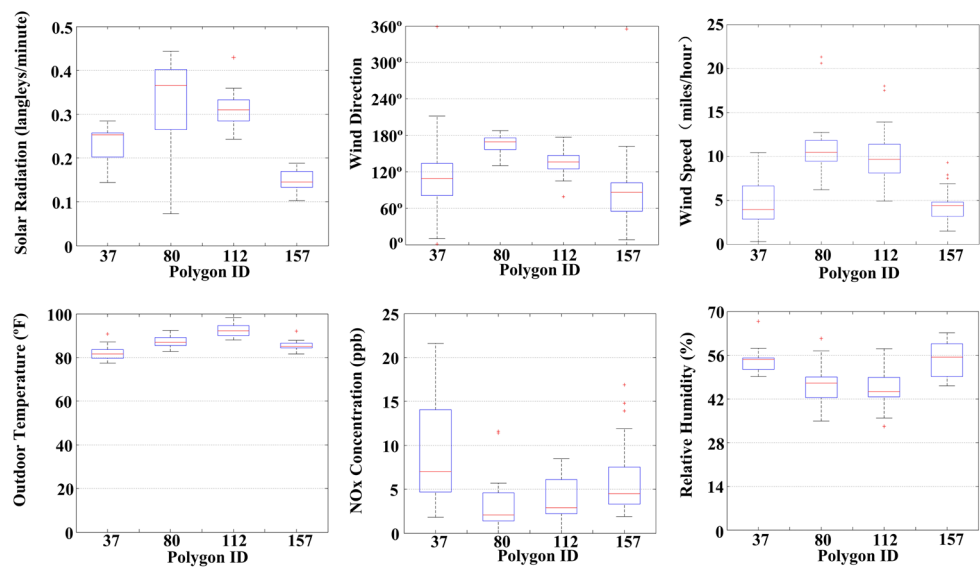 Solar Radiation (langleys/minute)
0.5
0.4
0.3
0.2
0.1
0
37 80 112 157
Polygon ID
Wind Direction
360º
300º
240º
180º
120º
60º
0º
37 80 112 157
Polygon ID
Wind Speed（miles/hour)
25
20
15
10
5
0
37 80 112 157
Polygon ID
Outdoor Temperature (ºF)
100
80
60
40
20
0
37 80 112 157
Polygon ID
NOx Concentration (ppb)
25
20
15
10
5
0
37 80 112 157
Polygon ID
Relative Humidity (%)
70
56
42
28
14
0
37 80 112 157
Polygon ID